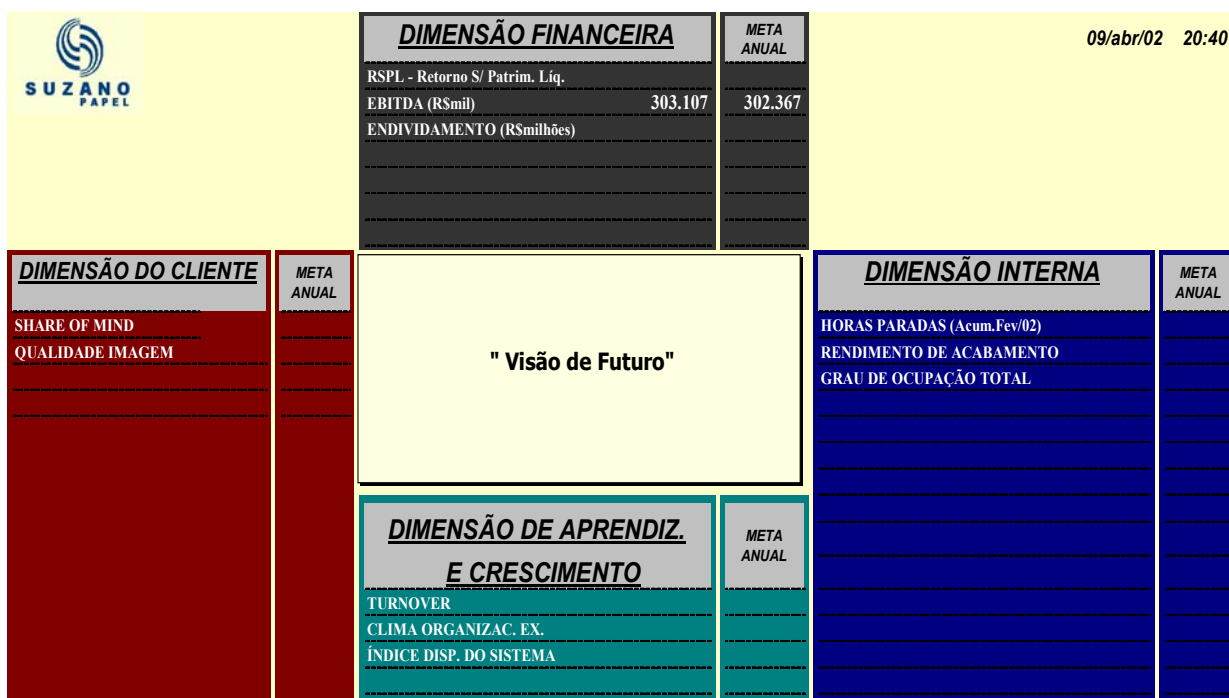 SUZANO
PAPEL
DIMENSÃO FINANCEIRA
META
ANUAL
09/abr/02 20:40
RSPL - Retorno S/ Patrim. Líq.
EBITDA (R$mil) 303.107 302.367
ENDIVIDAMENTO (R$milhões)
DIMENSÃO DO CLIENTE
META
ANUAL
SHARE OF MIND
QUALIDADE IMAGEM
" Visão de Futuro"
DIMENSÃO INTERNA
META
ANUAL
HORAS PARADAS (Acum.Fev/02)
RENDIMENTO DE ACABAMENTO
GRAU DE OCUPAÇÃO TOTAL
DIMENSÃO DE APRENDIZ.
E CRESCIMENTO
META
ANUAL
TURNOVER
CLIMA ORGANIZAC. EX.
ÍNDICE DISP. DO SISTEMA